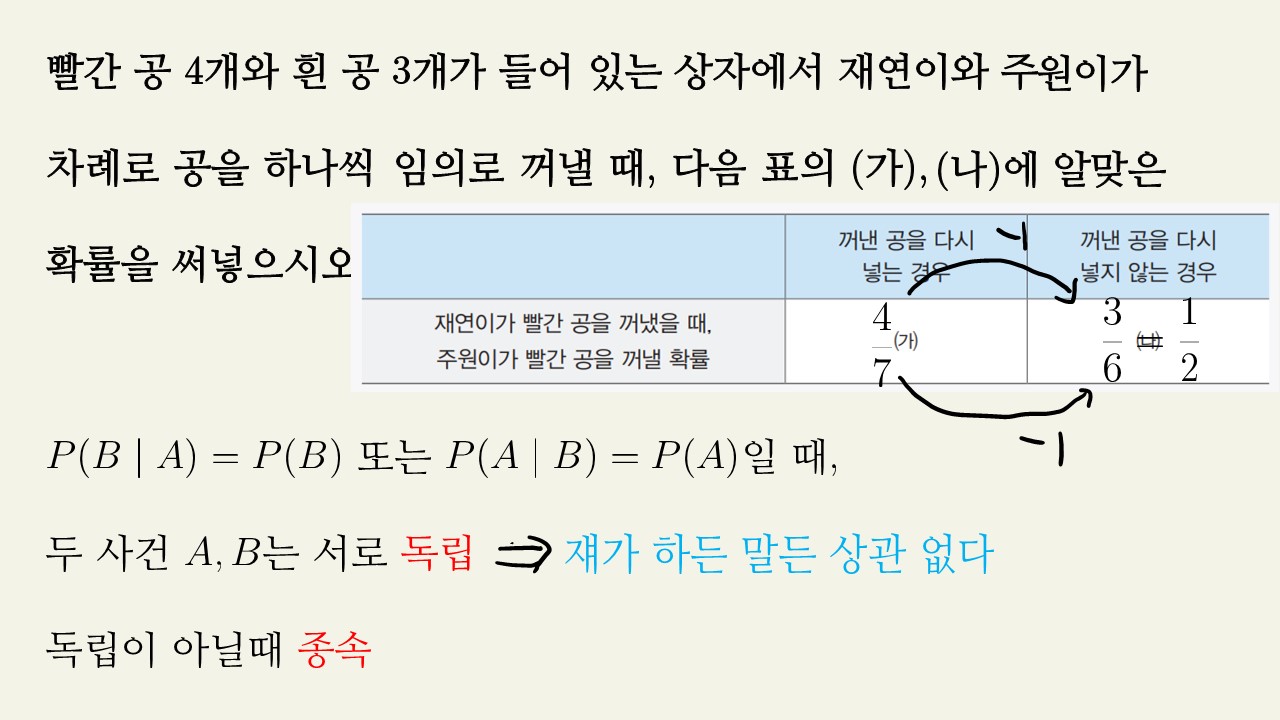 빨간 공 4개와 흰 공 3개가 들어 있는 상자에서 재연이와 주원이가
차례로 공을 하나씩 임의로 꺼낼 때, 다음 표의 (가), (나)에 알맞은
확률을 써넣으시오
꺼낸 공을 다시 넣는 경우
-1
꺼낸 공을 다시 넣지 않는 경우
재연이가 빨간 공을 꺼냈을 때,
주원이가 빨간 공을 꺼낼 확률
4/7 (가)
3/6 (나) 1/2
-1
P(B | A) = P(B) 또는 P(A | B) = P(A)일 때,
두 사건 A, B는 서로 독립 ⇒ 쟤가 하든 말든 상관 없다
독립이 아닐때 종속